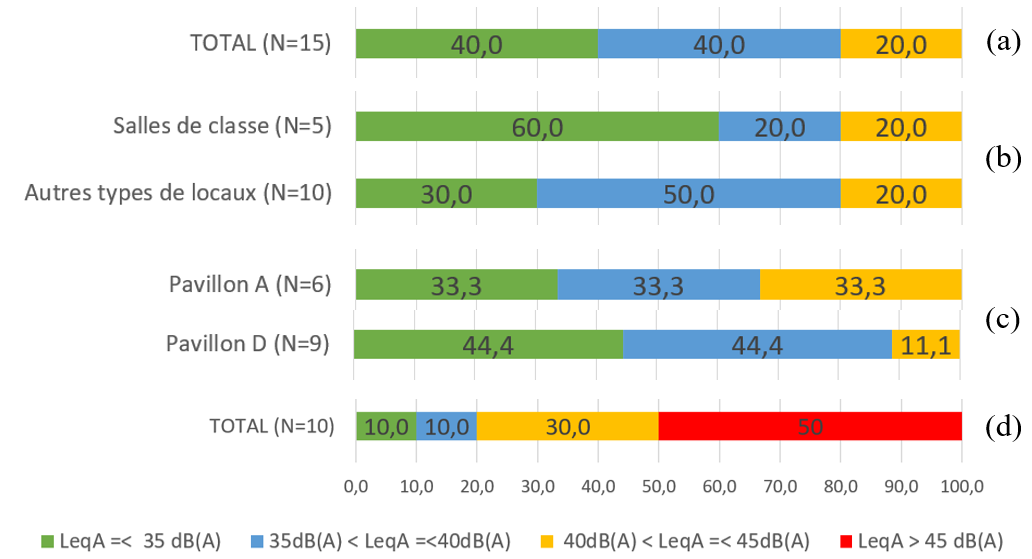 TOTAL (N=15) 40,0 40,0 20,0 (a)
Salles de classe (N=5) 60,0 20,0 20,0
(b)
Autres types de locaux (N=10) 30,0 50,0 20,0
Pavillon A (N=6) 33,3 33,3 33,3
(c)
Pavillon D (N=9) 44,4 44,4 11,1
TOTAL (N=10) 10,0 10,0 30,0 50 (d)
0,0 10,0 20,0 30,0 40,0 50,0 60,0 70,0 80,0 90,0 100,0
LeqA =< 35 dB(A) 35dB(A) < LeqA =<40dB(A) 40dB(A) < LeqA =< 45dB(A) LeqA > 45 dB(A)